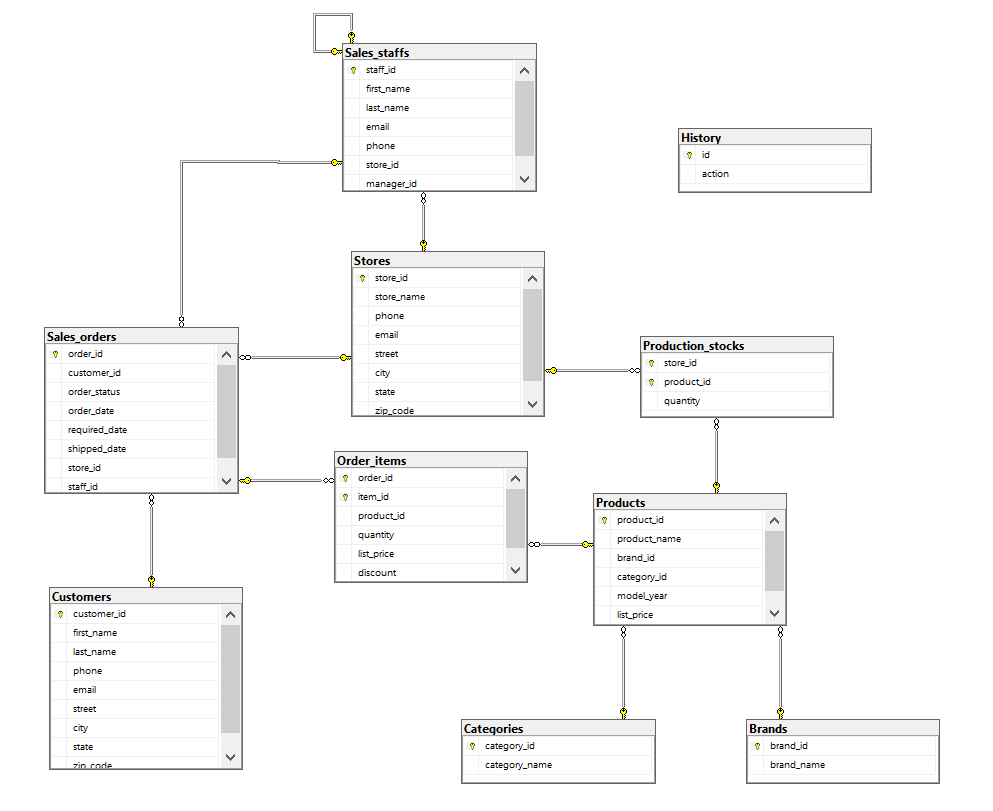 Sales_staffs
staff_id
first_name
last_name
email
phone
store_id
manager_id
History
id
action
Stores
store_id
store_name
phone
email
street
city
state
zip_code
Sales_orders
order_id
customer_id
order_status
order_date
required_date
shipped_date
store_id
staff_id
Production_stocks
store_id
product_id
quantity
Order_items
order_id
item_id
product_id
quantity
list_price
discount
Products
product_id
product_name
brand_id
category_id
model_year
list_price
Customers
customer_id
first_name
last_name
phone
email
street
city
state
zip_code
Categories
category_id
category_name
Brands
brand_id
brand_name